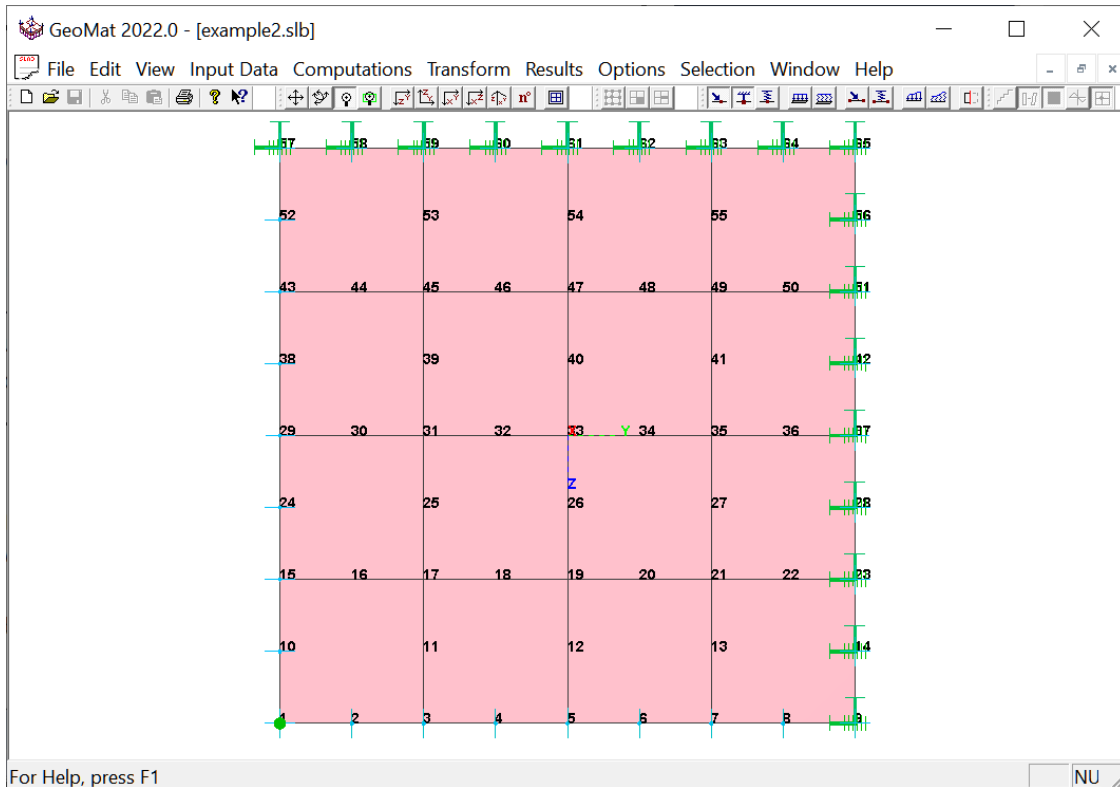 GeoMat 2022.0 - [example2.slb]
File Edit View Input Data Computations Transform Results Options Selection Window Help
57 58 59 60 61 62 63 64 65
52 53 54 55 56
43 44 45 46 47 48 49 50 51
38 39 40 41 42
29 30 31 32 33 Y 34 35 36 37
Z
24 25 26 27 28
15 16 17 18 19 20 21 22 23
10 11 12 13 14
1 2 3 4 5 6 7 8 9
For Help, press F1 NU